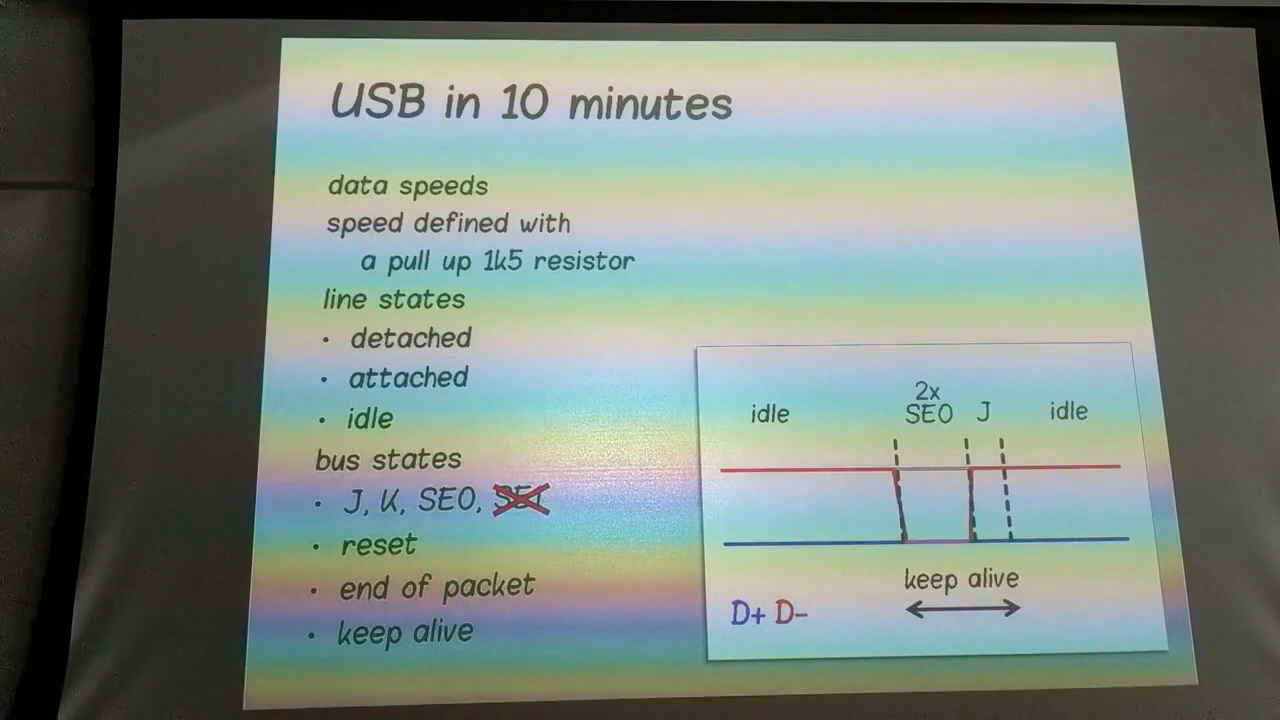 USB in 10 minutes
data speeds
speed defined with
a pull up 1k5 resistor
line states
• detached
• attached
• idle
bus states
• J, K, SE0, SE1
• reset
• end of packet
• keep alive
idle
2x
SE0
J
idle
keep alive
D+ D-